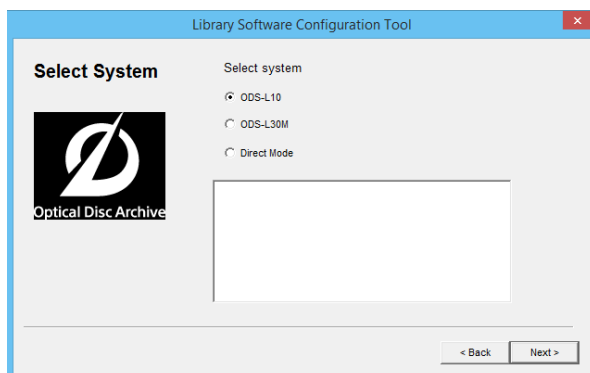 Library Software Configuration Tool
Select System
Select system
ODS-L10
ODS-L30M
Direct Mode
Optical Disc Archive
< Back
Next >